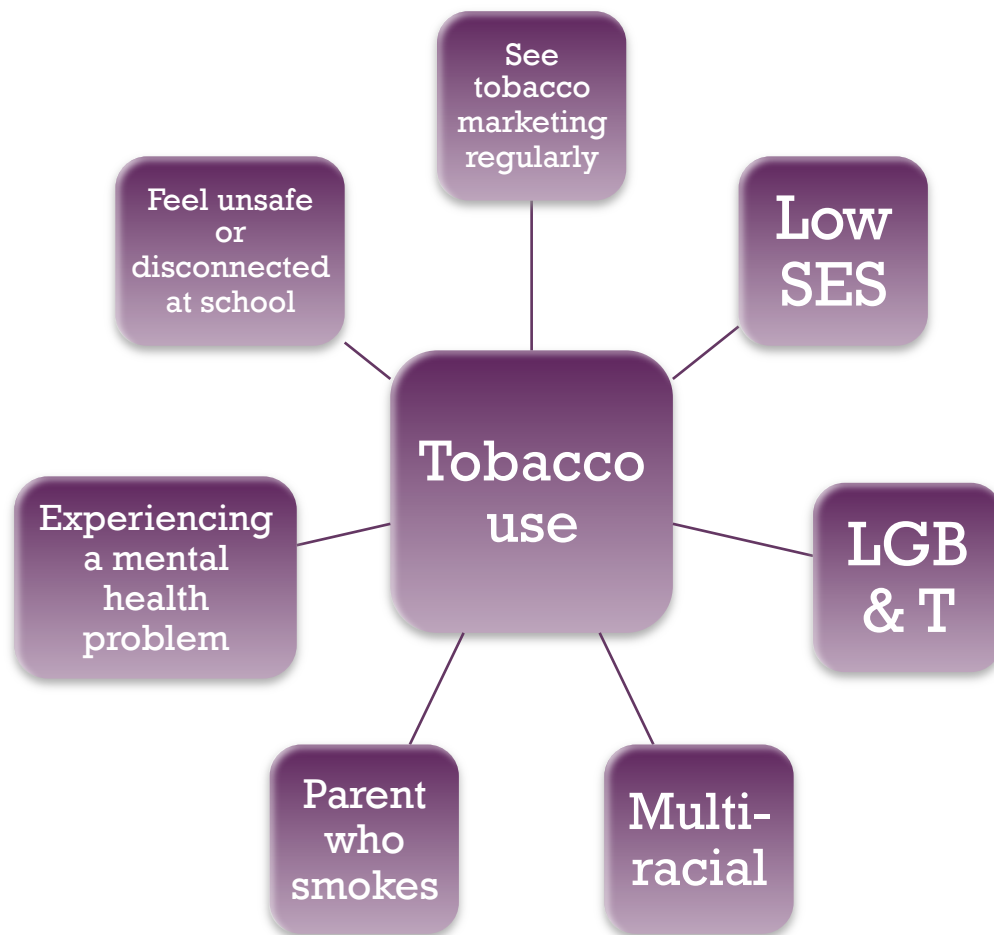 See
tobacco
marketing
regularly
Feel unsafe
or
disconnected
at school
Low
SES
Tobacco
use
Experiencing
a mental
health
problem
LGB
& T
Parent
who
smokes
Multi-
racial